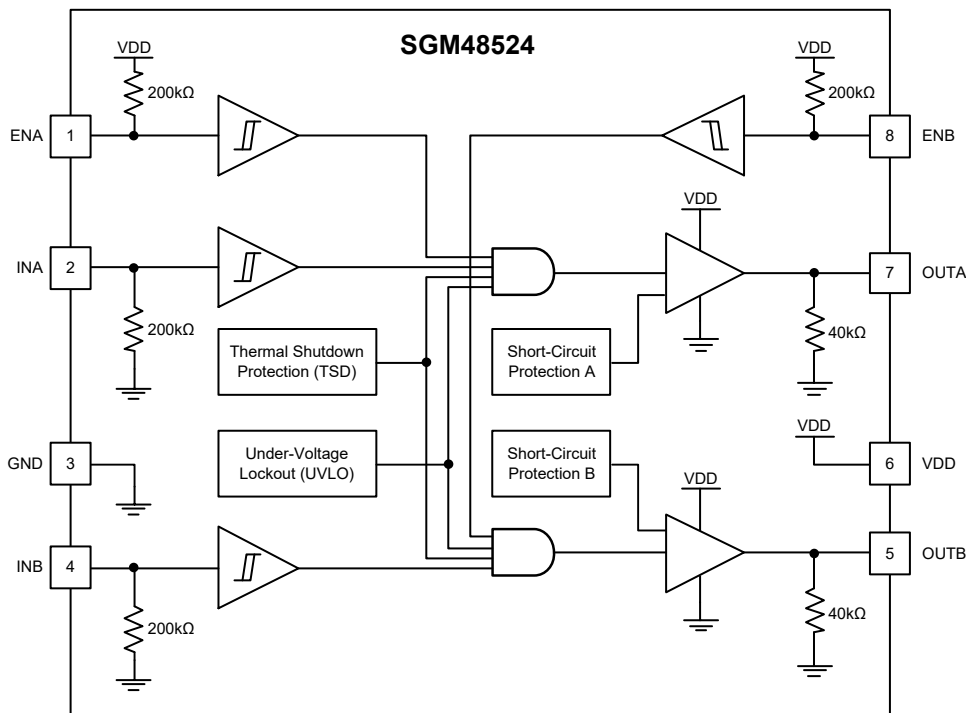 SGM48524
VDD
200kΩ
VDD
200kΩ
ENA
1
8
ENB
VDD
INA
2
7
OUTA
200kΩ
Thermal Shutdown
Protection (TSD)
Short-Circuit
Protection A
40kΩ
GND
3
Under-Voltage
Lockout (UVLO)
Short-Circuit
Protection B
VDD
6
VDD
VDD
INB
4
5
OUTB
200kΩ
40kΩ